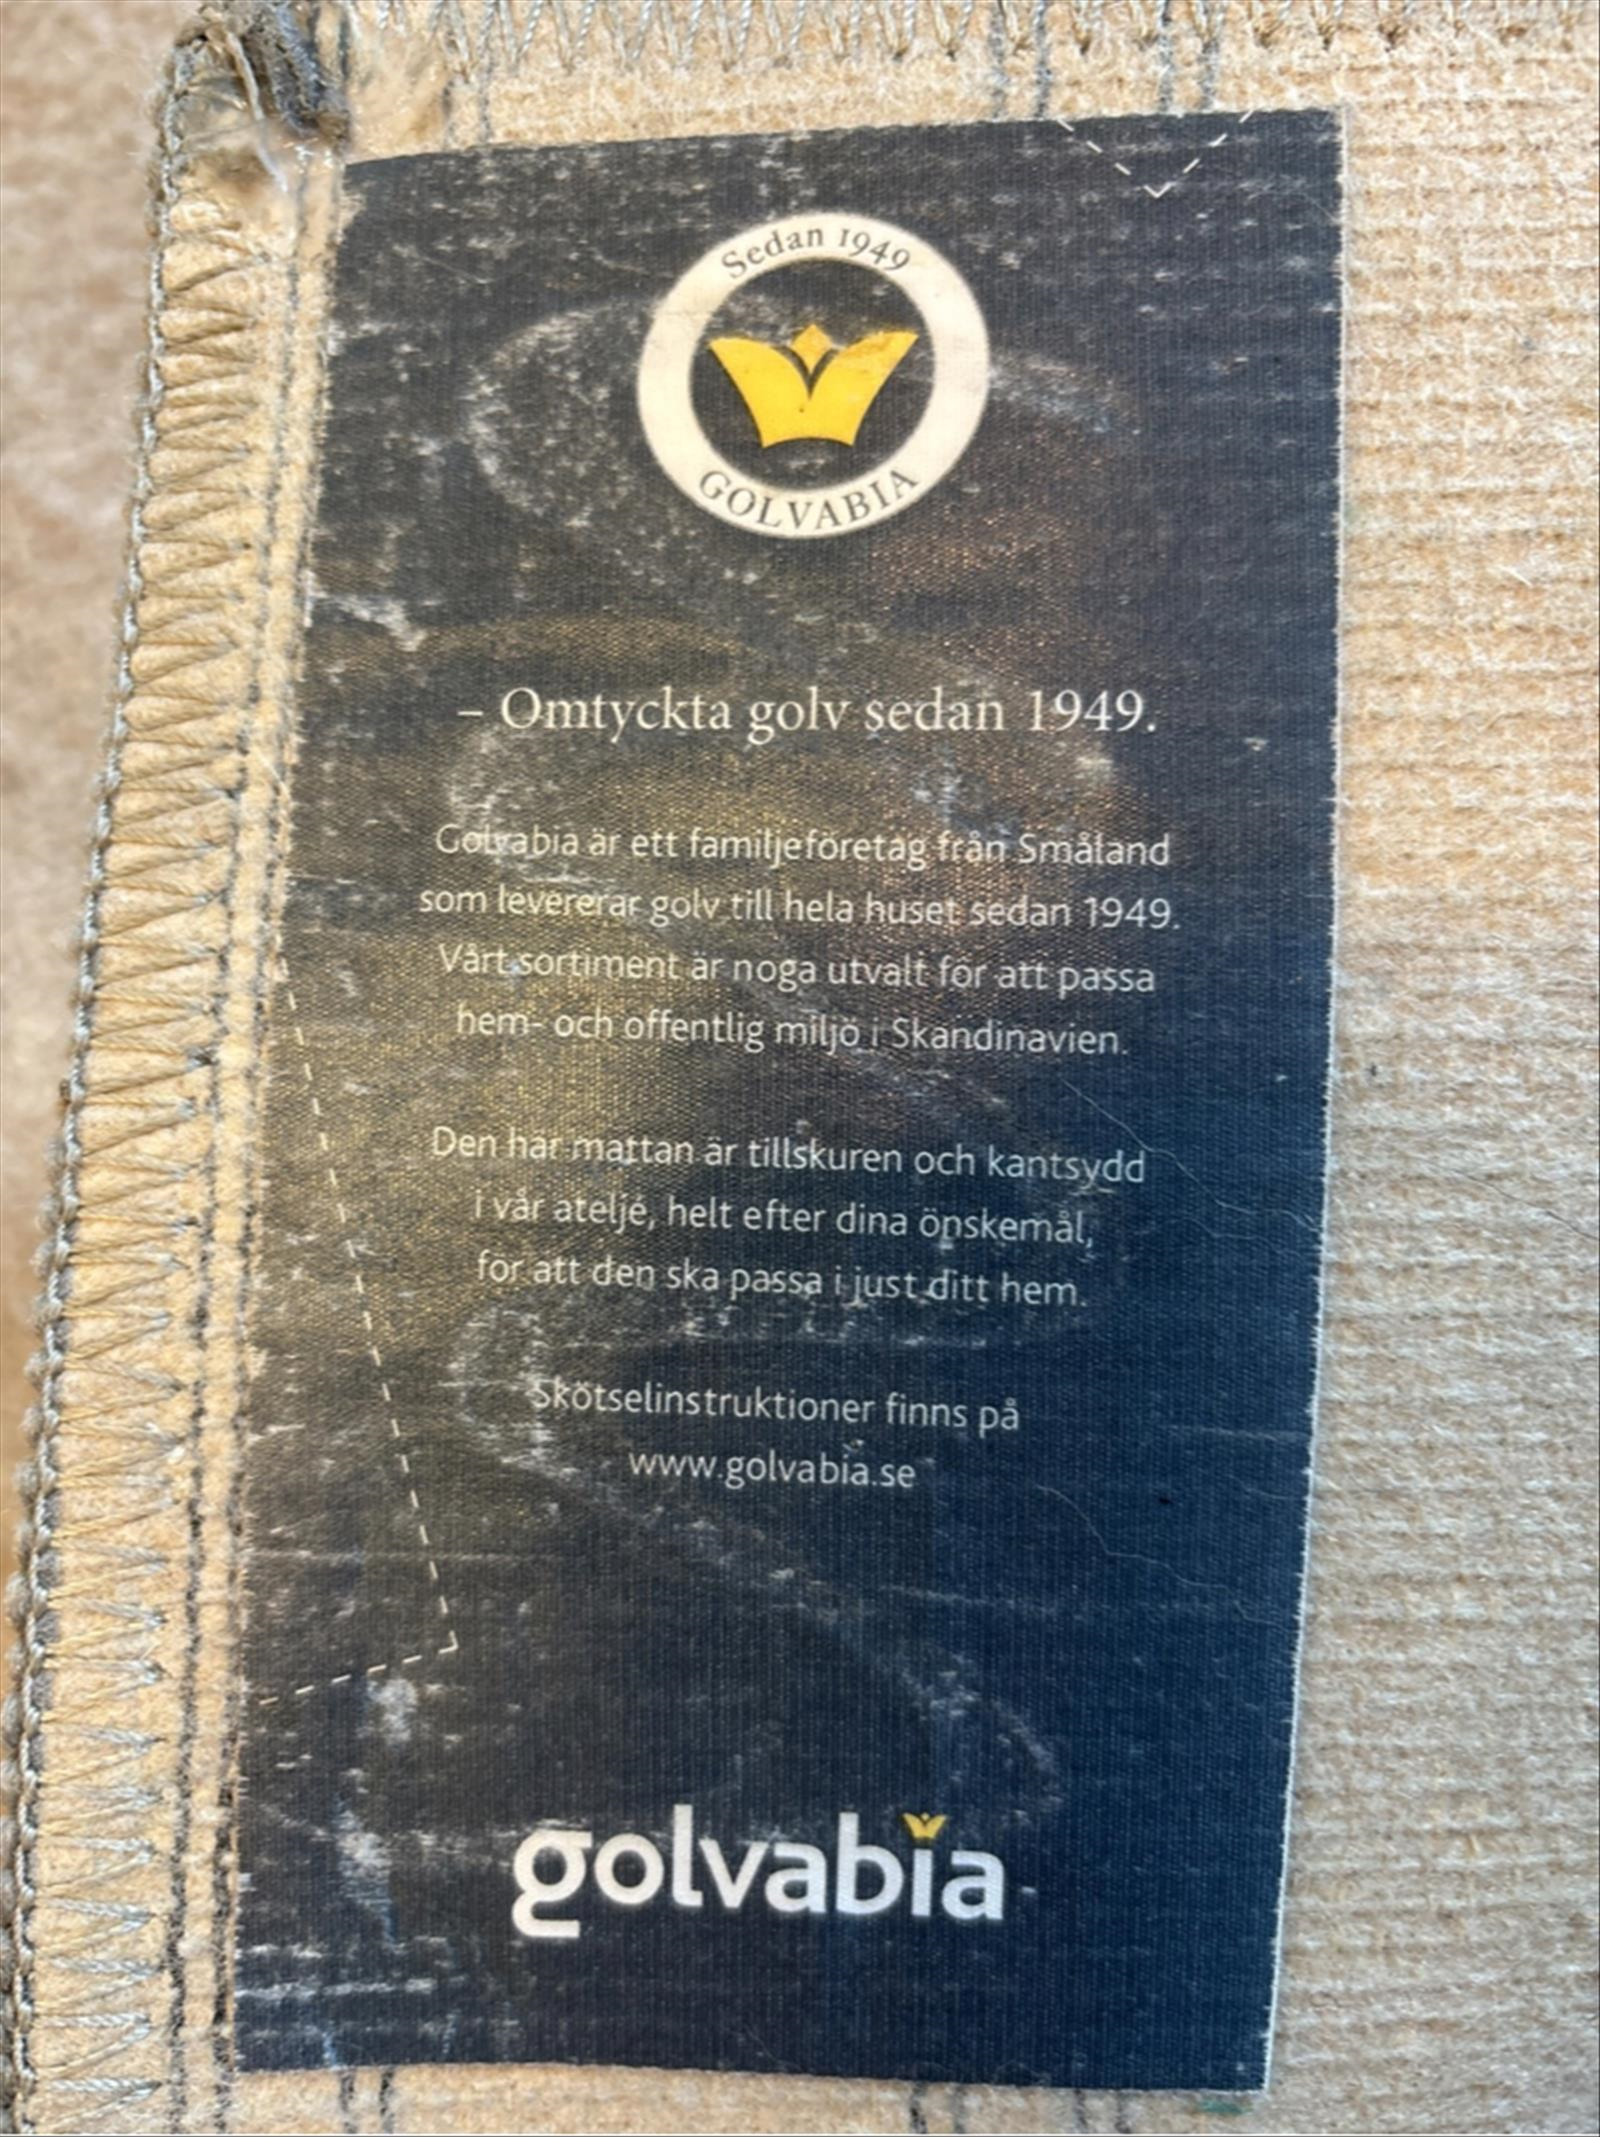 Sedan 1949
GOLVABIA
– Omtyckta golv sedan 1949.
Golvabia är ett familjeföretag från Småland
som levererar golv till hela huset sedan 1949.
Vårt sortiment är noga utvalt för att passa
hem- och offentlig miljö i Skandinavien.
Den här mattan är tillskuren och kantsydd
i vår ateljé, helt efter dina önskemål,
för att den ska passa i just ditt hem.
Skötselinstruktioner finns på
www.golvabia.se
golvabia